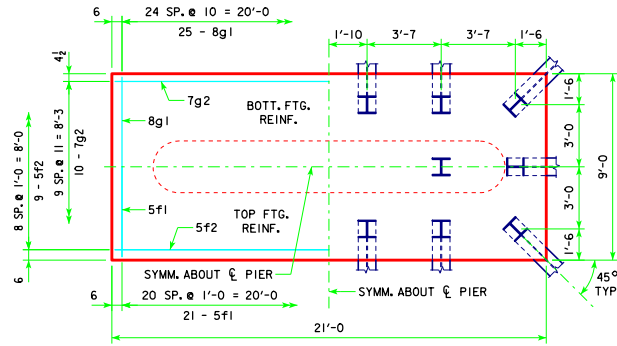 6 24 SP. @ 10 = 20'-0
25 - 8g1
1'-10 3'-7 3'-7 1'-6
4½
7g2
BOTT. FTG.
REINF.
8g1
8 SP. @ 1'-0 = 8'-0
9 - 5f2
9 SP. @ 11 = 8'-3
10 - 7g2
1'-6
3'-0
9'-0
3'-0
1'-6
5f1
TOP FTG.
REINF.
5f2
6
SYMM. ABOUT ℄ PIER
45°
TYP
6 20 SP. @ 1'-0 = 20'-0
21 - 5f1
SYMM. ABOUT ℄ PIER
21'-0